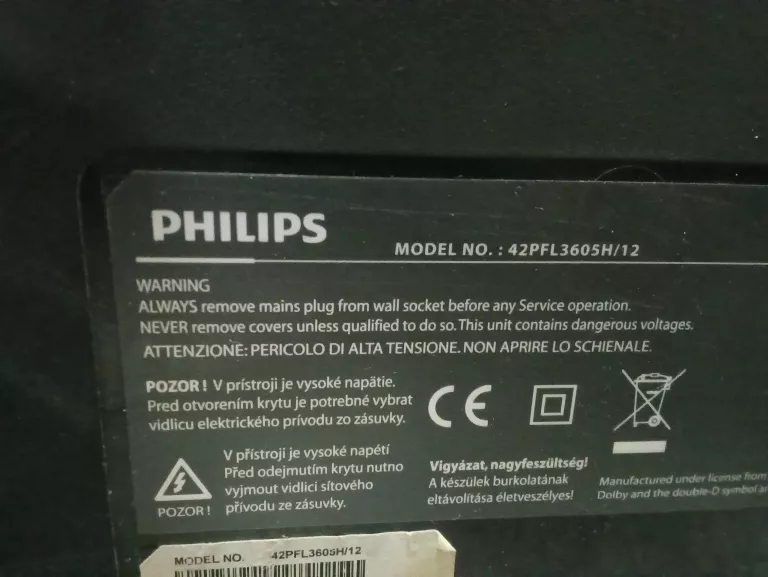 PHILIPS
MODEL NO. : 42PFL3605H/12
WARNING
ALWAYS remove mains plug from wall socket before any Service operation.
NEVER remove covers unless qualified to do so. This unit contains dangerous voltages.
ATTENZIONE: PERICOLO DI ALTA TENSIONE. NON APRIRE LO SCHIENALE.
POZOR ! V prístroji je vysoké napätie.
Pred otvorením krytu je potrebné vybrat
vidlicu elektrického prívodu zo zásuvky.
CE
V přístroji je vysoké napětí
Před odejmutím krytu nutno
vyjmout vidlici síťového
přívodu ze zásuvky.
POZOR !
Vigyázat, nagyfeszültség!
A készülek burkolatának
eltávolítása életveszélyes!
Manufactured under license from
Dolby and the double-D symbol
MODEL NO. 42PFL3605H/12